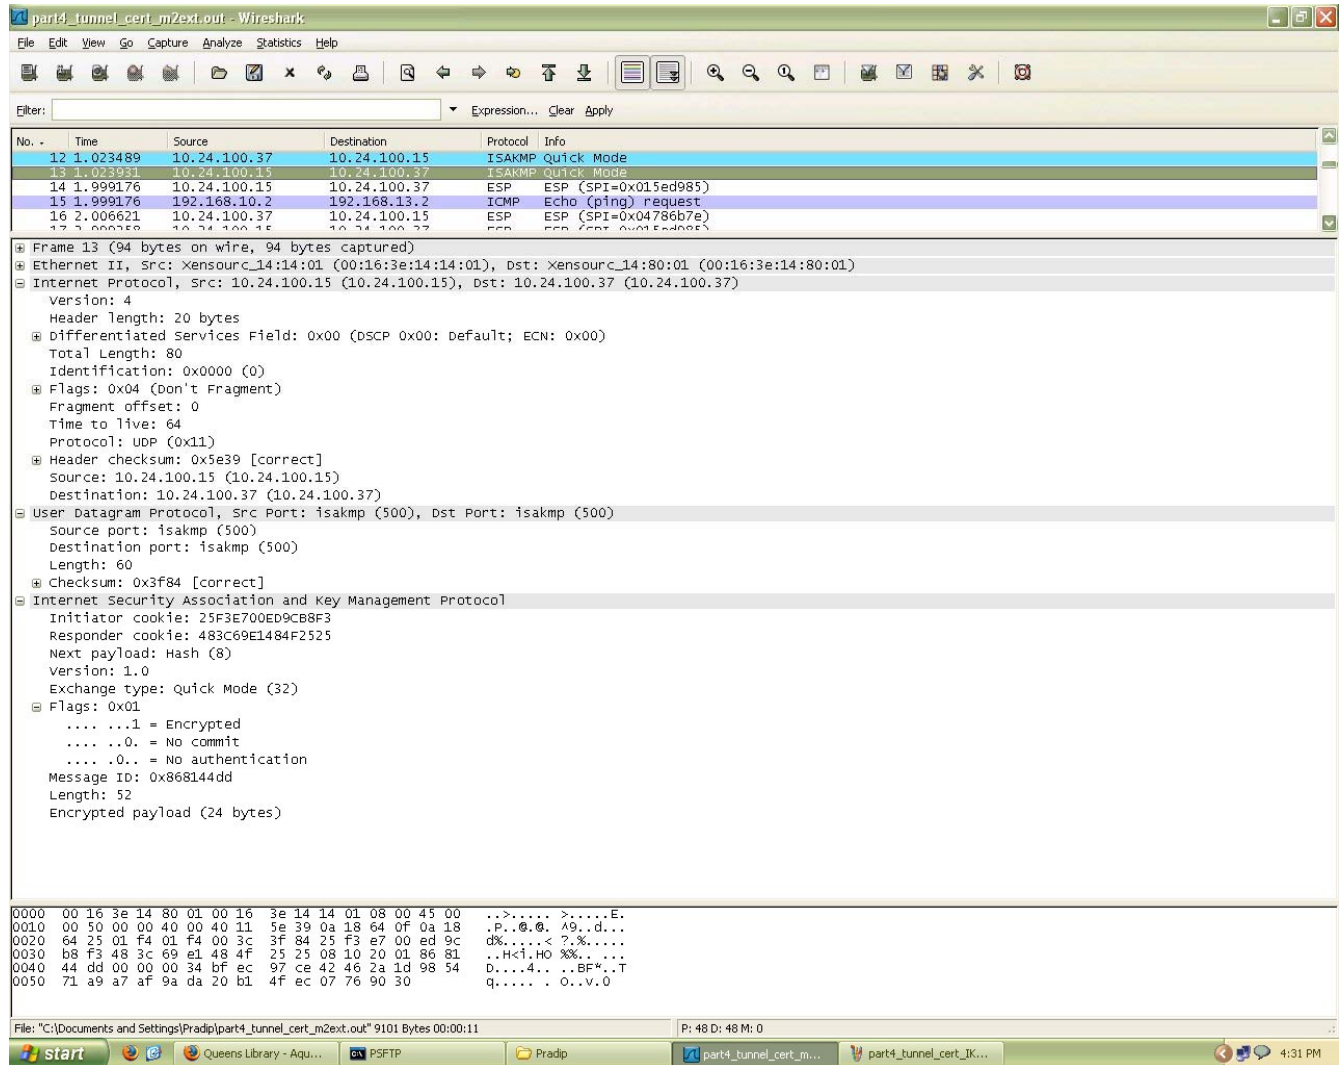 part4_tunnel_cert_m2ext.out - Wireshark
File Edit View Go Capture Analyze Statistics Help
Filter: Expression... Clear Apply
No. Time Source Destination Protocol Info
12 1.023489 10.24.100.37 10.24.100.15 ISAKMP Quick Mode
13 1.023931 10.24.100.15 10.24.100.37 ISAKMP Quick Mode
14 1.999176 10.24.100.15 10.24.100.37 ESP ESP (SPI=0x015ed985)
15 1.999176 192.168.10.2 192.168.13.2 ICMP Echo (ping) request
16 2.006621 10.24.100.37 10.24.100.15 ESP ESP (SPI=0x04786b7e)
Frame 13 (94 bytes on wire, 94 bytes captured)
Ethernet II, Src: Xensourc_14:14:01 (00:16:3e:14:14:01), Dst: Xensourc_14:80:01 (00:16:3e:14:80:01)
Internet Protocol, Src: 10.24.100.15 (10.24.100.15), Dst: 10.24.100.37 (10.24.100.37)
Version: 4
Header length: 20 bytes
Differentiated Services Field: 0x00 (DSCP 0x00: Default; ECN: 0x00)
Total Length: 80
Identification: 0x0000 (0)
Flags: 0x04 (Don't Fragment)
Fragment offset: 0
Time to live: 64
Protocol: UDP (0x11)
Header checksum: 0x5e39 [correct]
Source: 10.24.100.15 (10.24.100.15)
Destination: 10.24.100.37 (10.24.100.37)
User Datagram Protocol, Src Port: isakmp (500), Dst Port: isakmp (500)
Source port: isakmp (500)
Destination port: isakmp (500)
Length: 60
Checksum: 0x3f84 [correct]
Internet Security Association and Key Management Protocol
Initiator cookie: 25F3E700ED9CB8F3
Responder cookie: 483C69E1484F2525
Next payload: Hash (8)
Version: 1.0
Exchange type: Quick Mode (32)
Flags: 0x01
.... ...1 = Encrypted
.... ..0. = No commit
.... .0.. = No authentication
Message ID: 0x868144dd
Length: 52
Encrypted payload (24 bytes)
0000 00 16 3e 14 80 01 00 16 3e 14 14 01 08 00 45 00 ..>..... >.....E.
0010 00 50 00 00 40 00 40 11 5e 39 0a 18 64 0f 0a 18 .P..@.@. ^9..d...
0020 64 25 01 f4 01 f4 00 3c 3f 84 25 f3 e7 00 ed 9c d%.....< ?.%.....
0030 b8 f3 48 3c 69 e1 48 4f 25 25 08 10 20 01 86 81 ..H<i.HO %%.. ...
0040 44 dd 00 00 00 34 bf ec 97 ce 42 46 2a 1d 98 54 D....4.. ..BF*..T
0050 71 a9 a7 af 9a da 20 b1 4f ec 07 76 90 30 q..... . O..v.0
File: "C:\Documents and Settings\Pradip\part4_tunnel_cert_m2ext.out" 9101 Bytes 00:00:11 P: 48 D: 48 M: 0
start Queens Library - Aqu... PSFTP Pradip part4_tunnel_cert_m... part4_tunnel_cert_IK... 4:31 PM